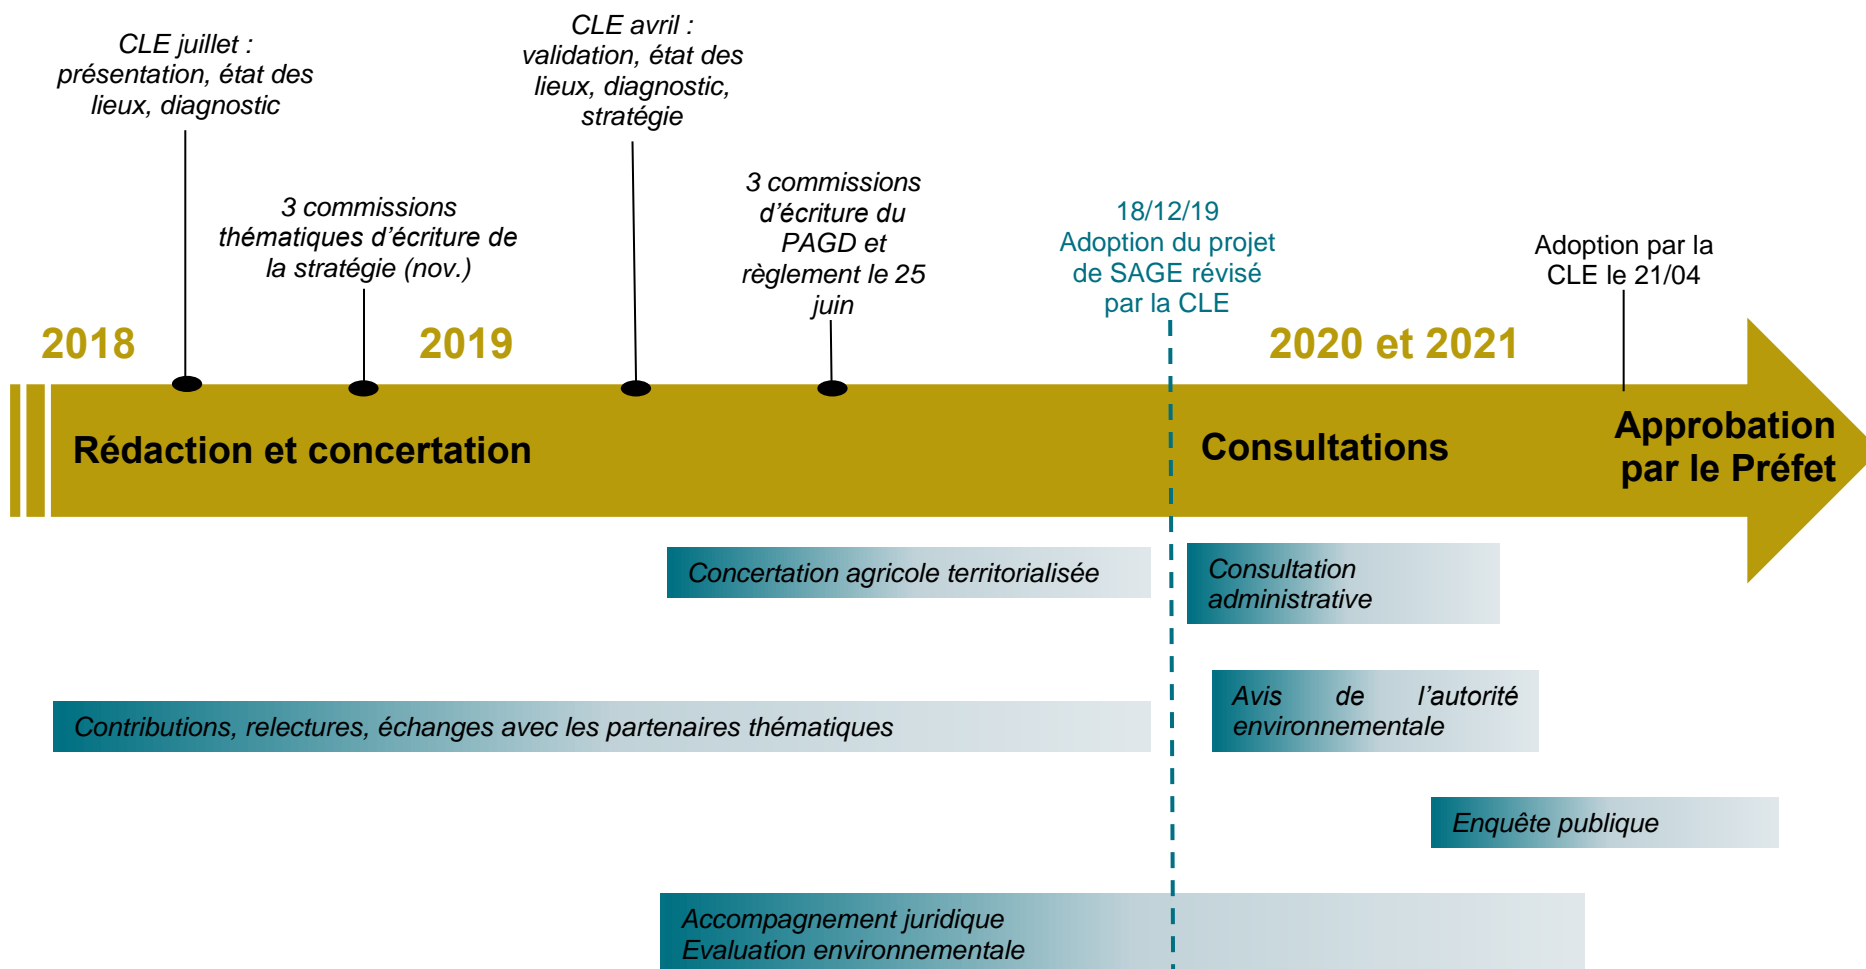 CLE juillet :
présentation, état des
lieux, diagnostic
3 commissions
thématiques d’écriture de
la stratégie (nov.)
CLE avril :
validation, état des
lieux, diagnostic,
stratégie
3 commissions
d’écriture du
PAGD et
règlement le 25
juin
18/12/19
Adoption du projet
de SAGE révisé
par la CLE
Adoption par la
CLE le 21/04
2018
2019
2020 et 2021
Rédaction et concertation
Consultations
Approbation
par le Préfet
Concertation agricole territorialisée
Consultation
administrative
Contributions, relectures, échanges avec les partenaires thématiques
Avis de l’autorité
environnementale
Enquête publique
Accompagnement juridique
Evaluation environnementale